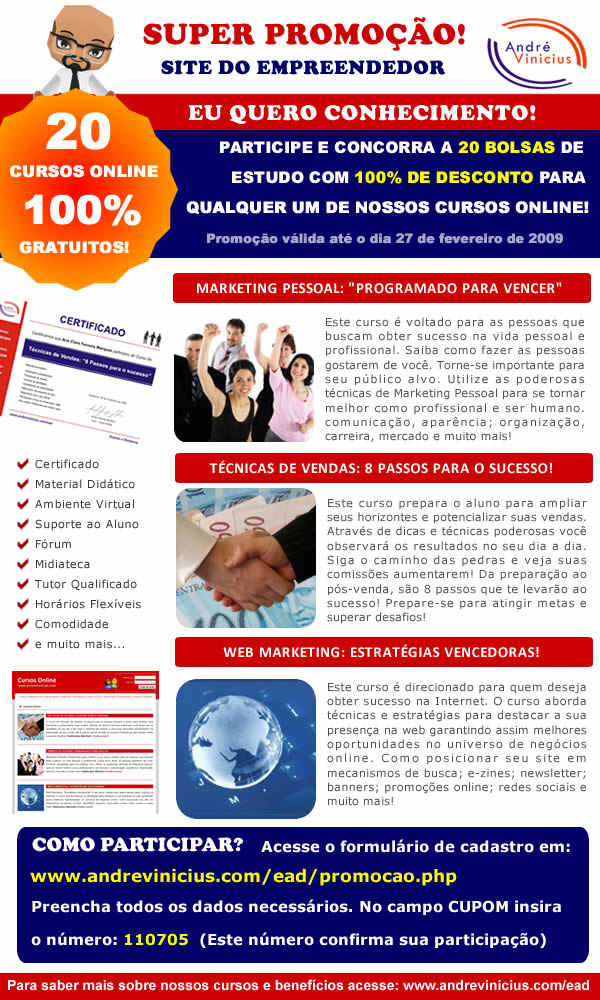 SUPER PROMOÇÃO!
SITE DO EMPREENDEDOR
André
Vinicius
20
CURSOS ONLINE
100%
GRATUITOS!
EU QUERO CONHECIMENTO!
PARTICIPE E CONCORRA A 20 BOLSAS DE
ESTUDO COM 100% DE DESCONTO PARA
QUALQUER UM DE NOSSOS CURSOS ONLINE!
Promoção válida até o dia 27 de fevereiro de 2009
CERTIFICADO
Técnicas de Vendas: "8 Passos para o sucesso"
Certificado
Material Didático
Ambiente Virtual
Suporte ao Aluno
Fórum
Midiateca
Tutor Qualificado
Horários Flexíveis
Comodidade
e muito mais...
Cursos Online
MARKETING PESSOAL: "PROGRAMADO PARA VENCER"
Este curso é voltado para as pessoas que
buscam obter sucesso na vida pessoal e
profissional. Saiba como fazer as pessoas
gostarem de você. Torne-se importante para
seu público alvo. Utilize as poderosas
técnicas de Marketing Pessoal para se tornar
melhor como profissional e ser humano.
comunicação, aparência; organização,
carreira, mercado e muito mais!
TÉCNICAS DE VENDAS: 8 PASSOS PARA O SUCESSO!
Este curso prepara o aluno para ampliar
seus horizontes e potencializar suas vendas.
Através de dicas e técnicas poderosas você
observará os resultados no seu dia a dia.
Siga o caminho das pedras e veja suas
comissões aumentarem! Da preparação ao
pós-venda, são 8 passos que te levarão ao
sucesso! Prepare-se para atingir metas e
superar desafios!
WEB MARKETING: ESTRATÉGIAS VENCEDORAS!
Este curso é direcionado para quem deseja
obter sucesso na Internet. O curso aborda
técnicas e estratégias para destacar a sua
presença na web garantindo assim melhores
oportunidades no universo de negócios
online. Como posicionar seu site em
mecanismos de busca; e-zines; newsletter;
banners; promoções online; redes sociais e
muito mais!
COMO PARTICIPAR? Acesse o formulário de cadastro em:
www.andrevinicius.com/ead/promocao.php
Preencha todos os dados necessários. No campo CUPOM insira
o número: 110705 (Este número confirma sua participação)
Para saber mais sobre nossos cursos e benefícios acesse: www.andrevinicius.com/ead